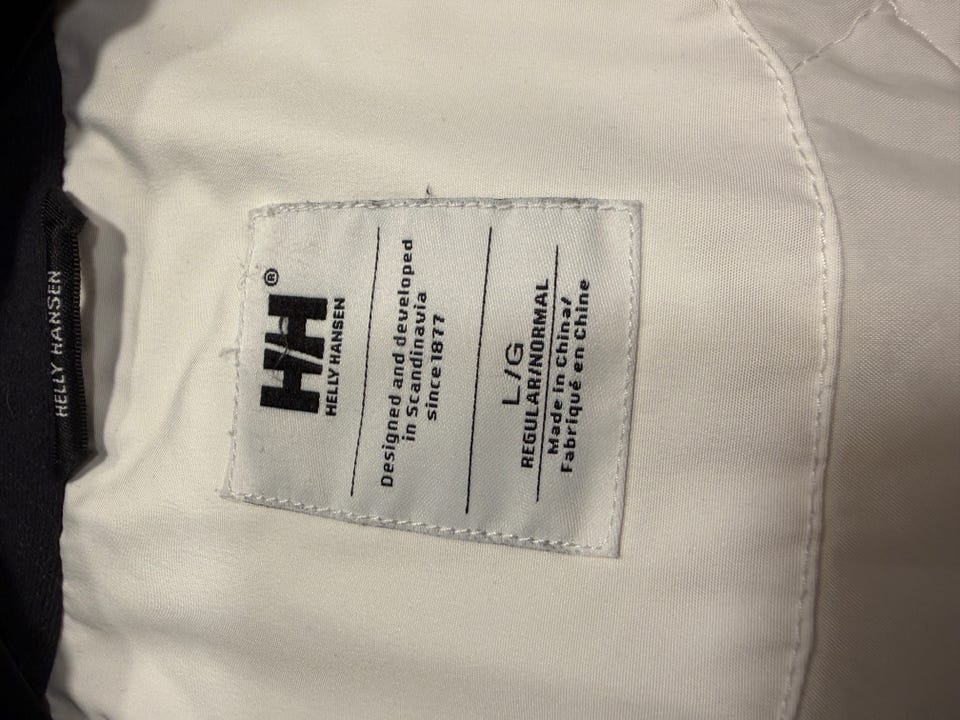 HELLY HANSEN
HH®
HELLY HANSEN
Designed and developed
in Scandinavia
since 1877
L/G
REGULAR/NORMAL
Made in China/
Fabriqué en Chine